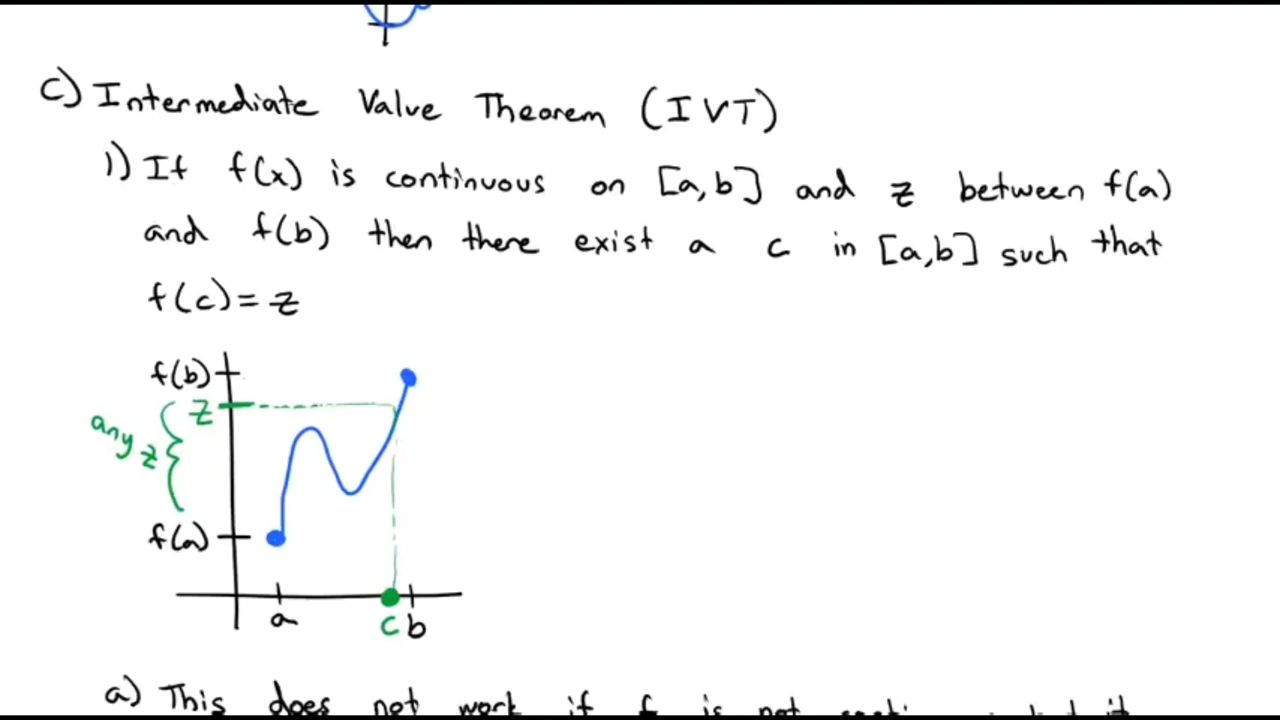 c) Intermediate Value Theorem (IVT)
1) If f(x) is continuous on [a,b] and z between f(a)
and f(b) then there exist a c in [a,b] such that
f(c)=z
f(b)
z
any z
f(a)
a
c b
a) This does not work if f is not